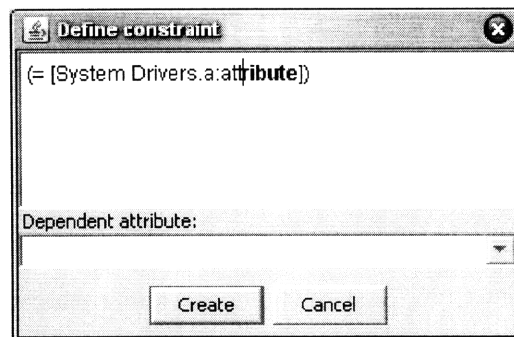 Define constraint
(= [System Drivers.a:attribute])
Dependent attribute:
Create Cancel